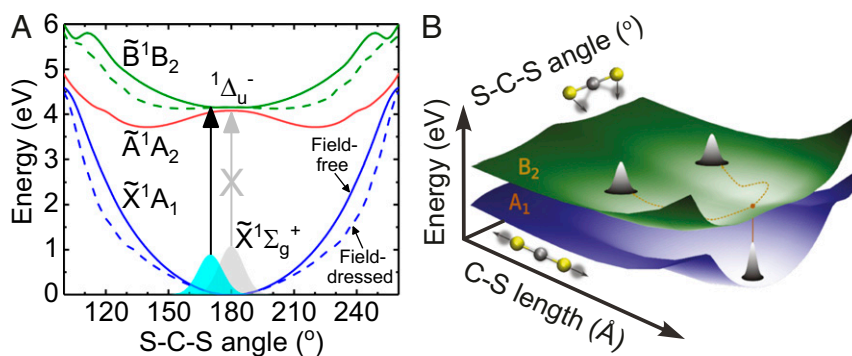 A
6
5
4
3
2
1
0
Energy (eV)
B̃¹B₂
¹Δᵤ⁻
Ã¹A₂
X̃¹A₁
Field-
free
X
X̃¹Σg⁺
Field-
dressed
120 150 180 210 240
S-C-S angle (°)
B
S-C-S angle (°)
Energy (eV)
B₂
A₁
C-S length (Å)